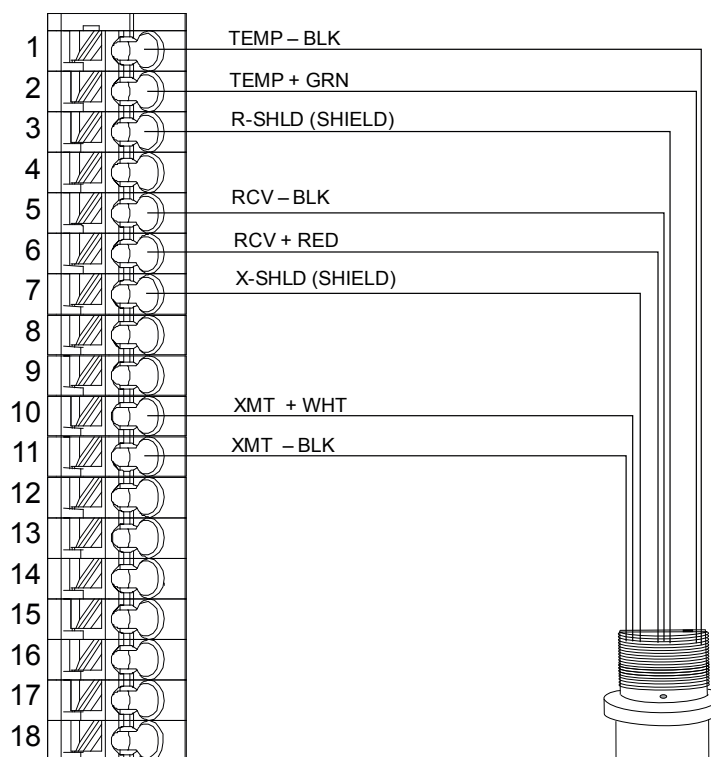 1 TEMP – BLK
2 TEMP + GRN
3 R-SHLD (SHIELD)
4
5 RCV – BLK
6 RCV + RED
7 X-SHLD (SHIELD)
8
9
10 XMT + WHT
11 XMT – BLK
12
13
14
15
16
17
18